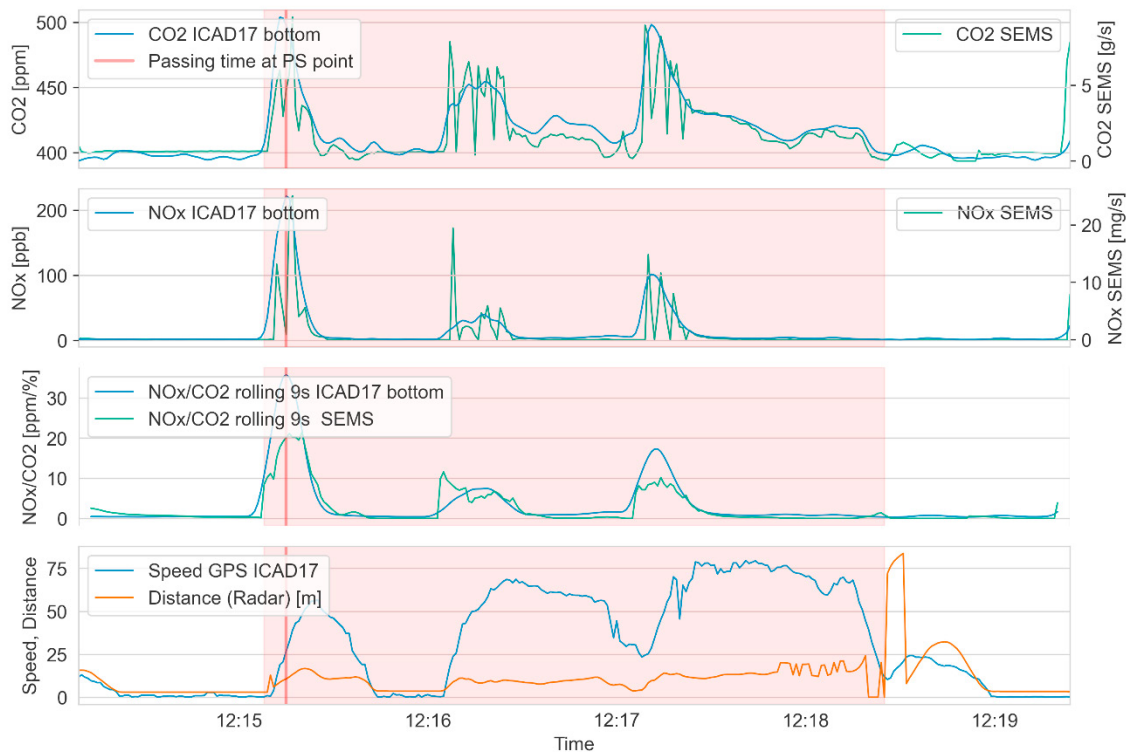 500
450
400
CO2 [ppm]
CO2 ICAD17 bottom
Passing time at PS point
CO2 SEMS
5
0
CO2 SEMS [g/s]
200
100
0
NOx [ppb]
NOx ICAD17 bottom
NOx SEMS
20
10
0
NOx SEMS [mg/s]
30
20
10
0
NOx/CO2 [ppm/%]
NOx/CO2 rolling 9s ICAD17 bottom
NOx/CO2 rolling 9s  SEMS
75
50
25
0
Speed, Distance
Speed GPS ICAD17
Distance (Radar) [m]
12:15
12:16
12:17
12:18
12:19
Time